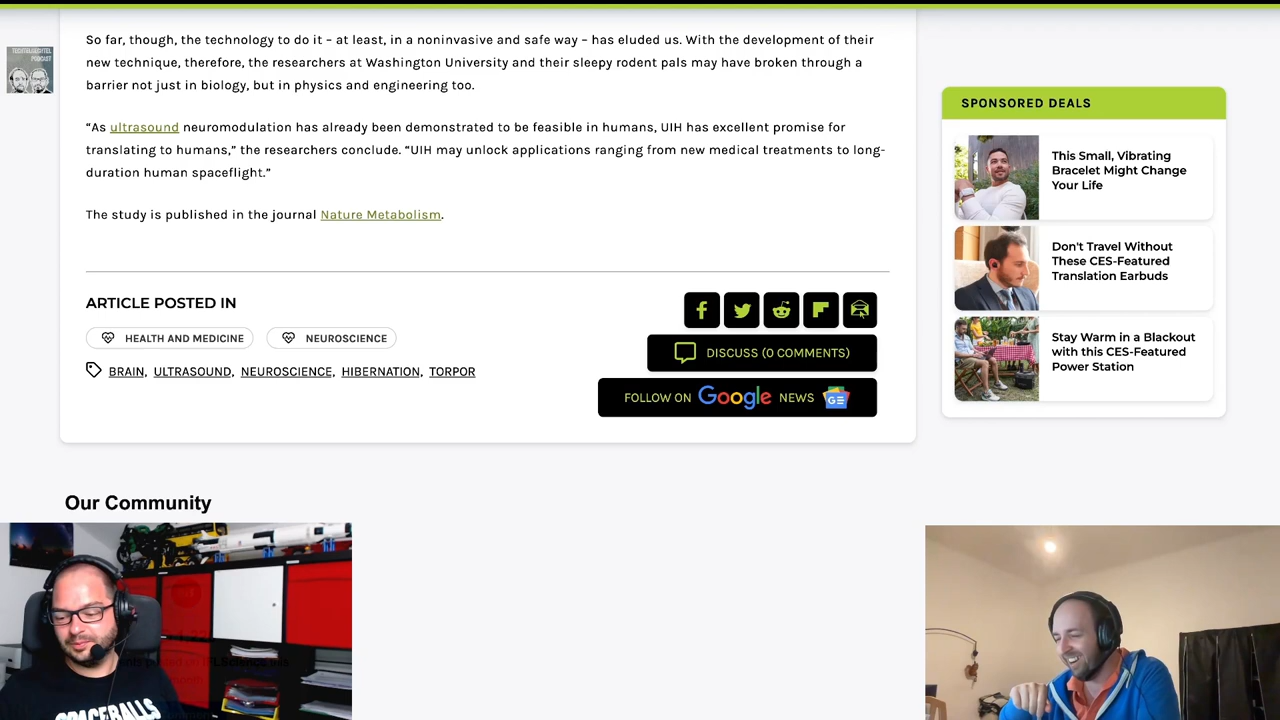 TECHTELMECHTEL
PODCAST
So far, though, the technology to do it – at least, in a noninvasive and safe way – has eluded us. With the development of their
new technique, therefore, the researchers at Washington University and their sleepy rodent pals may have broken through a
barrier not just in biology, but in physics and engineering too.
“As ultrasound neuromodulation has already been demonstrated to be feasible in humans, UIH has excellent promise for
translating to humans,” the researchers conclude. “UIH may unlock applications ranging from new medical treatments to long-
duration human spaceflight.”
The study is published in the journal Nature Metabolism.
ARTICLE POSTED IN
HEALTH AND MEDICINE
NEUROSCIENCE
BRAIN, ULTRASOUND, NEUROSCIENCE, HIBERNATION, TORPOR
DISCUSS (0 COMMENTS)
FOLLOW ON Google NEWS
GE
SPONSORED DEALS
This Small, Vibrating
Bracelet Might Change
Your Life
Don't Travel Without
These CES-Featured
Translation Earbuds
Stay Warm in a Blackout
with this CES-Featured
Power Station
Our Community
SPACEBALLS